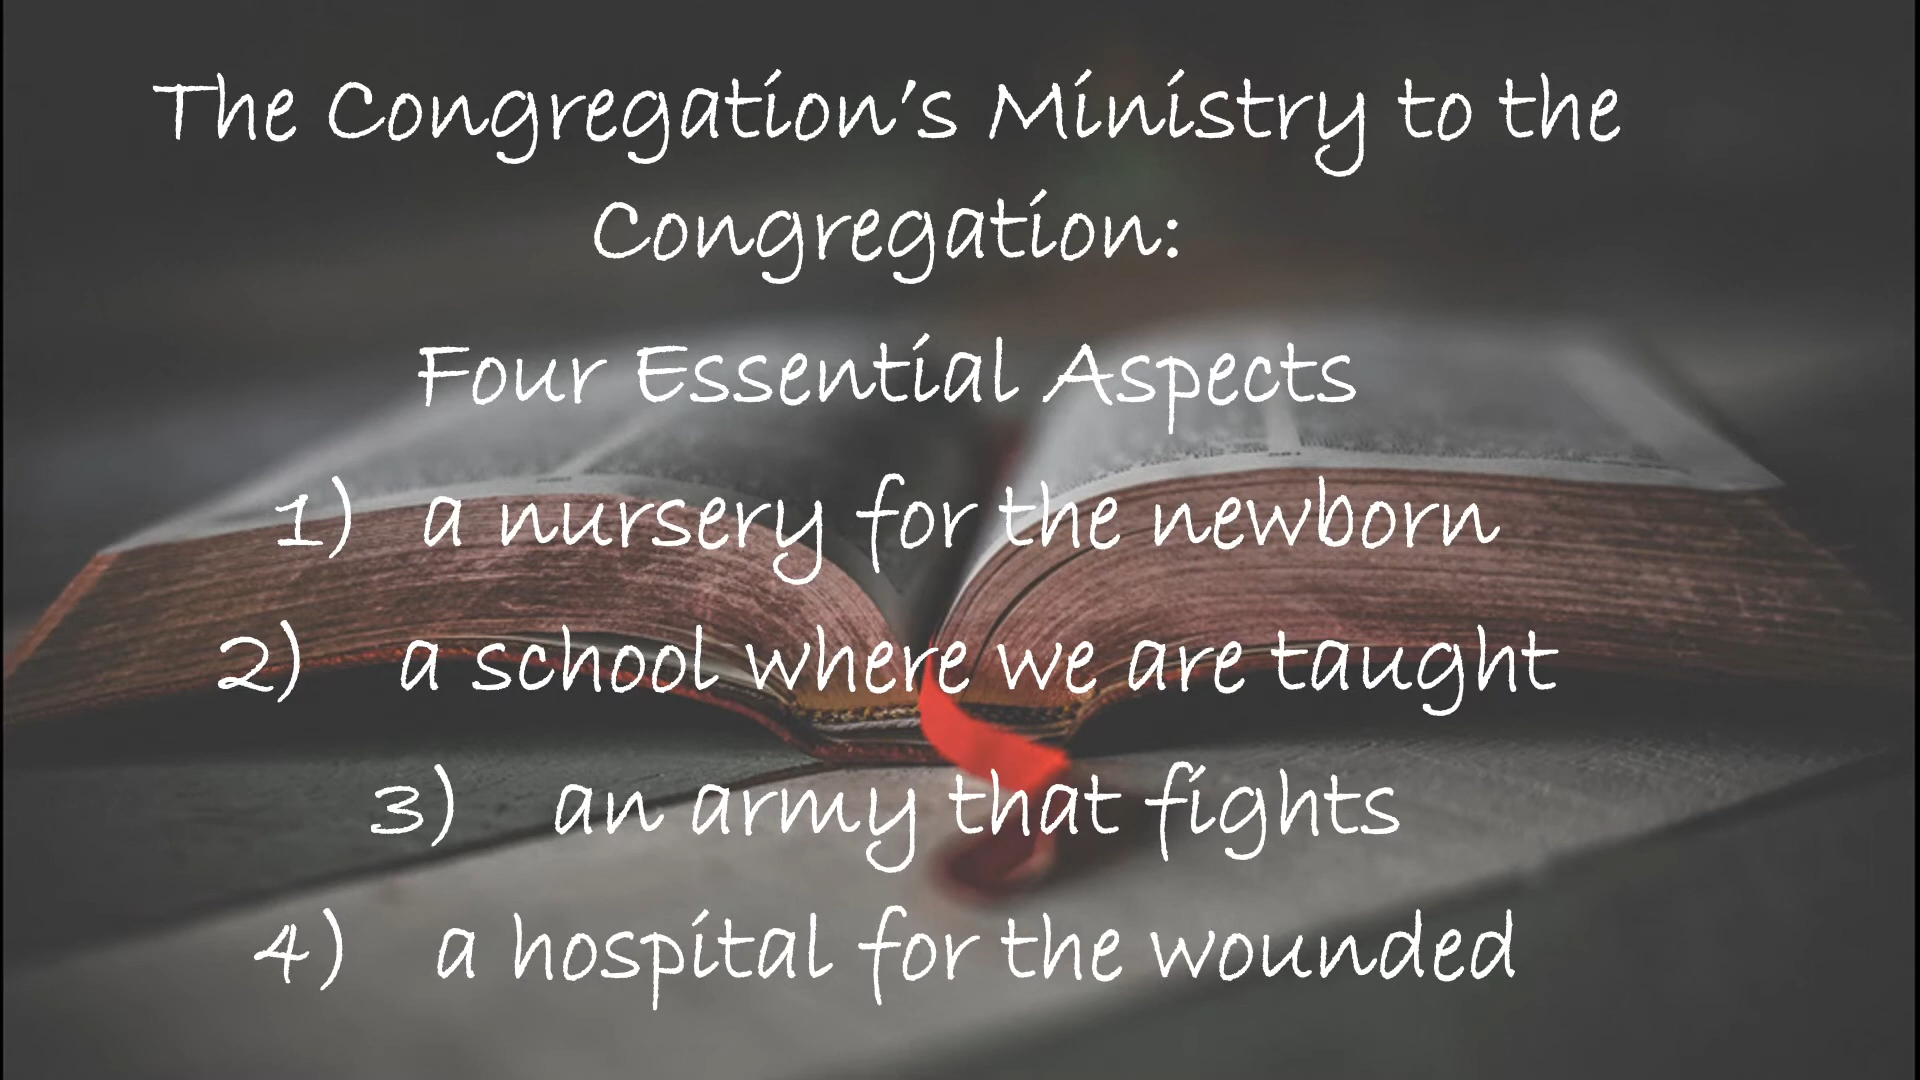 The Congregation’s Ministry to the
Congregation:
Four Essential Aspects
1) a nursery for the newborn
2) a school where we are taught
3) an army that fights
4) a hospital for the wounded